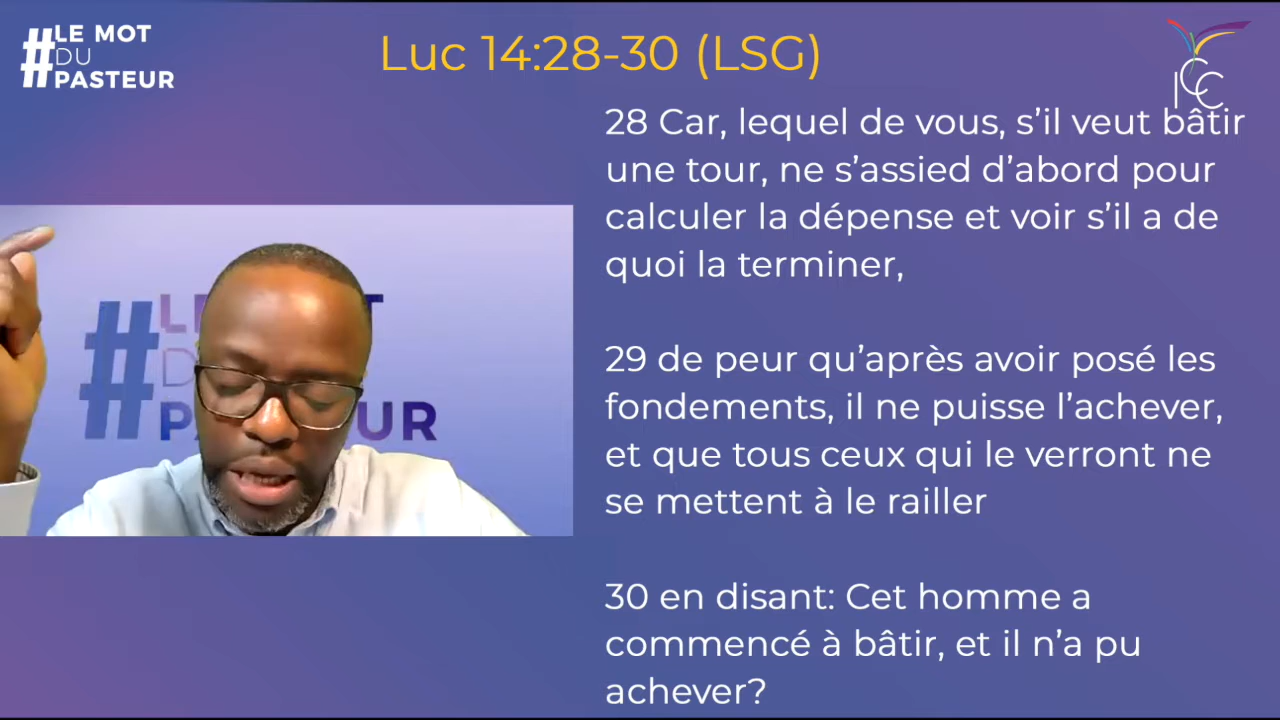 #LE MOT
DU
PASTEUR
Luc 14:28-30 (LSG)
ICC
28 Car, lequel de vous, s’il veut bâtir
une tour, ne s’assied d’abord pour
calculer la dépense et voir s’il a de
quoi la terminer,
29 de peur qu’après avoir posé les
fondements, il ne puisse l’achever,
et que tous ceux qui le verront ne
se mettent à le railler
30 en disant: Cet homme a
commencé à bâtir, et il n’a pu
achever?
#LE T
D
PA UR